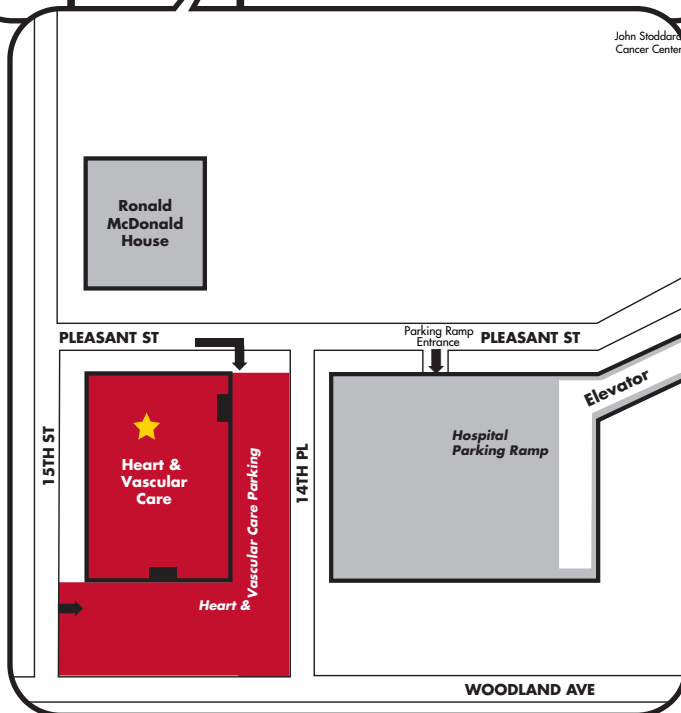 John Stoddard
Cancer Center
Ronald
McDonald
House
PLEASANT ST
Parking Ramp
Entrance
PLEASANT ST
Elevator
15TH ST
Heart &
Vascular
Care
Heart &
Vascular Care Parking
14TH PL
Hospital
Parking Ramp
WOODLAND AVE